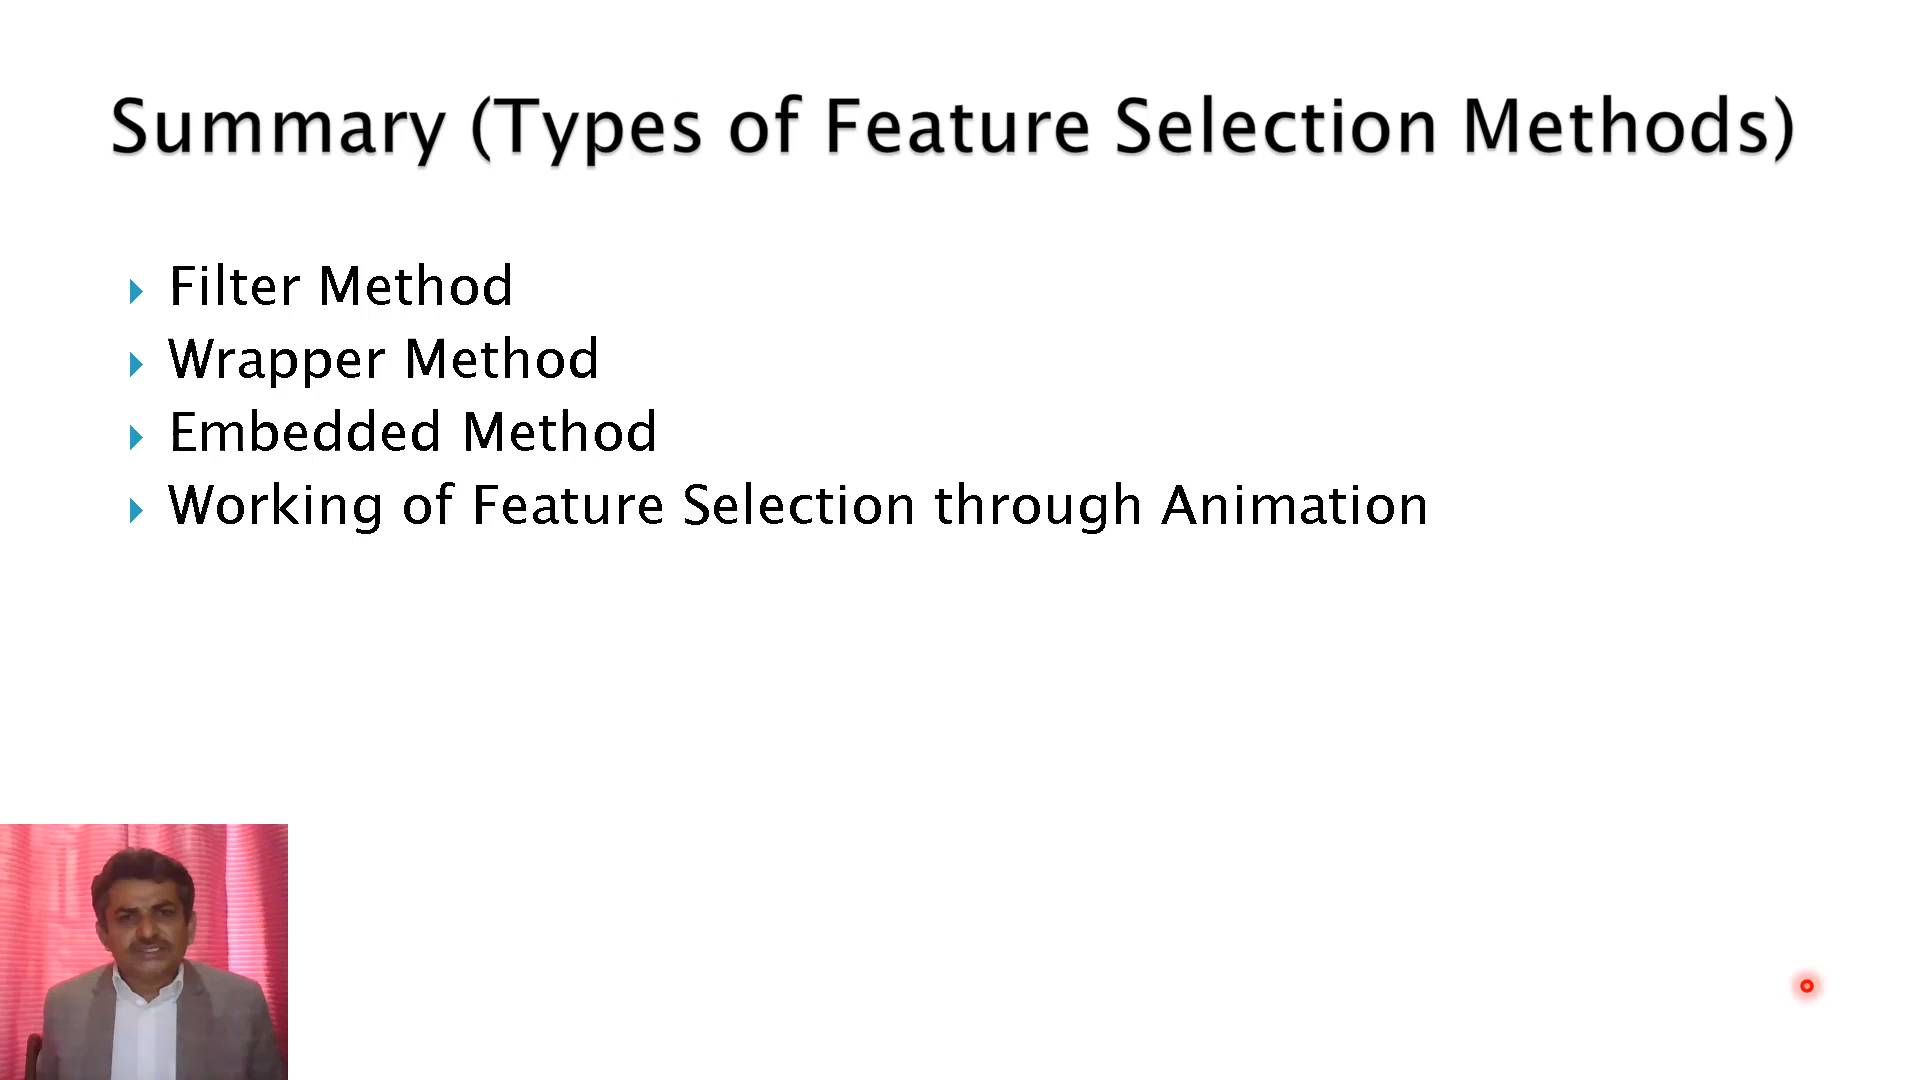 Summary (Types of Feature Selection Methods)
Filter Method
Wrapper Method
Embedded Method
Working of Feature Selection through Animation